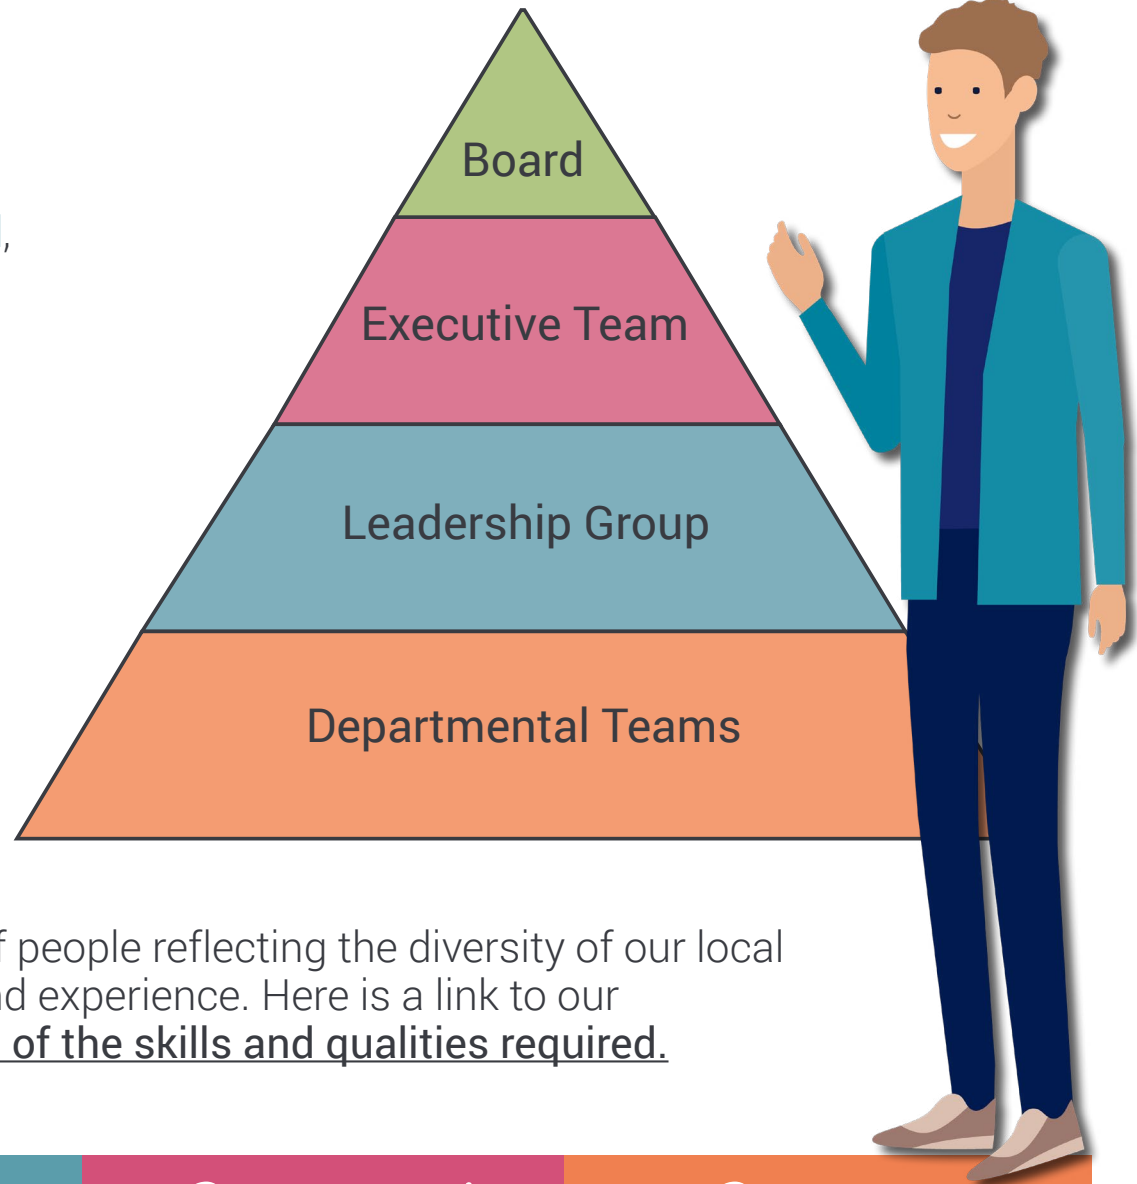 Board
,
Executive Team
Leadership Group
Departmental Teams
people reflecting the diversity of our local
experience. Here is a link to our
of the skills and qualities required.